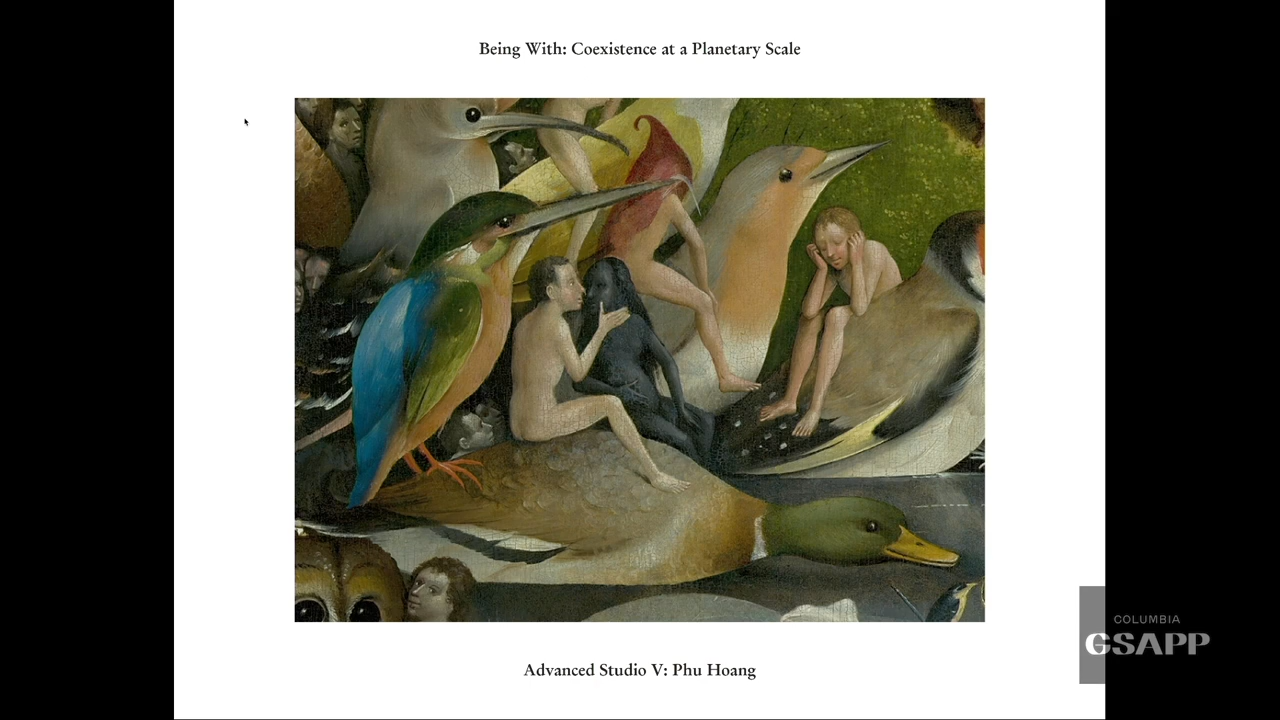 Being With: Coexistence at a Planetary Scale
COLUMBIA
GSAPP
Advanced Studio V: Phu Hoang